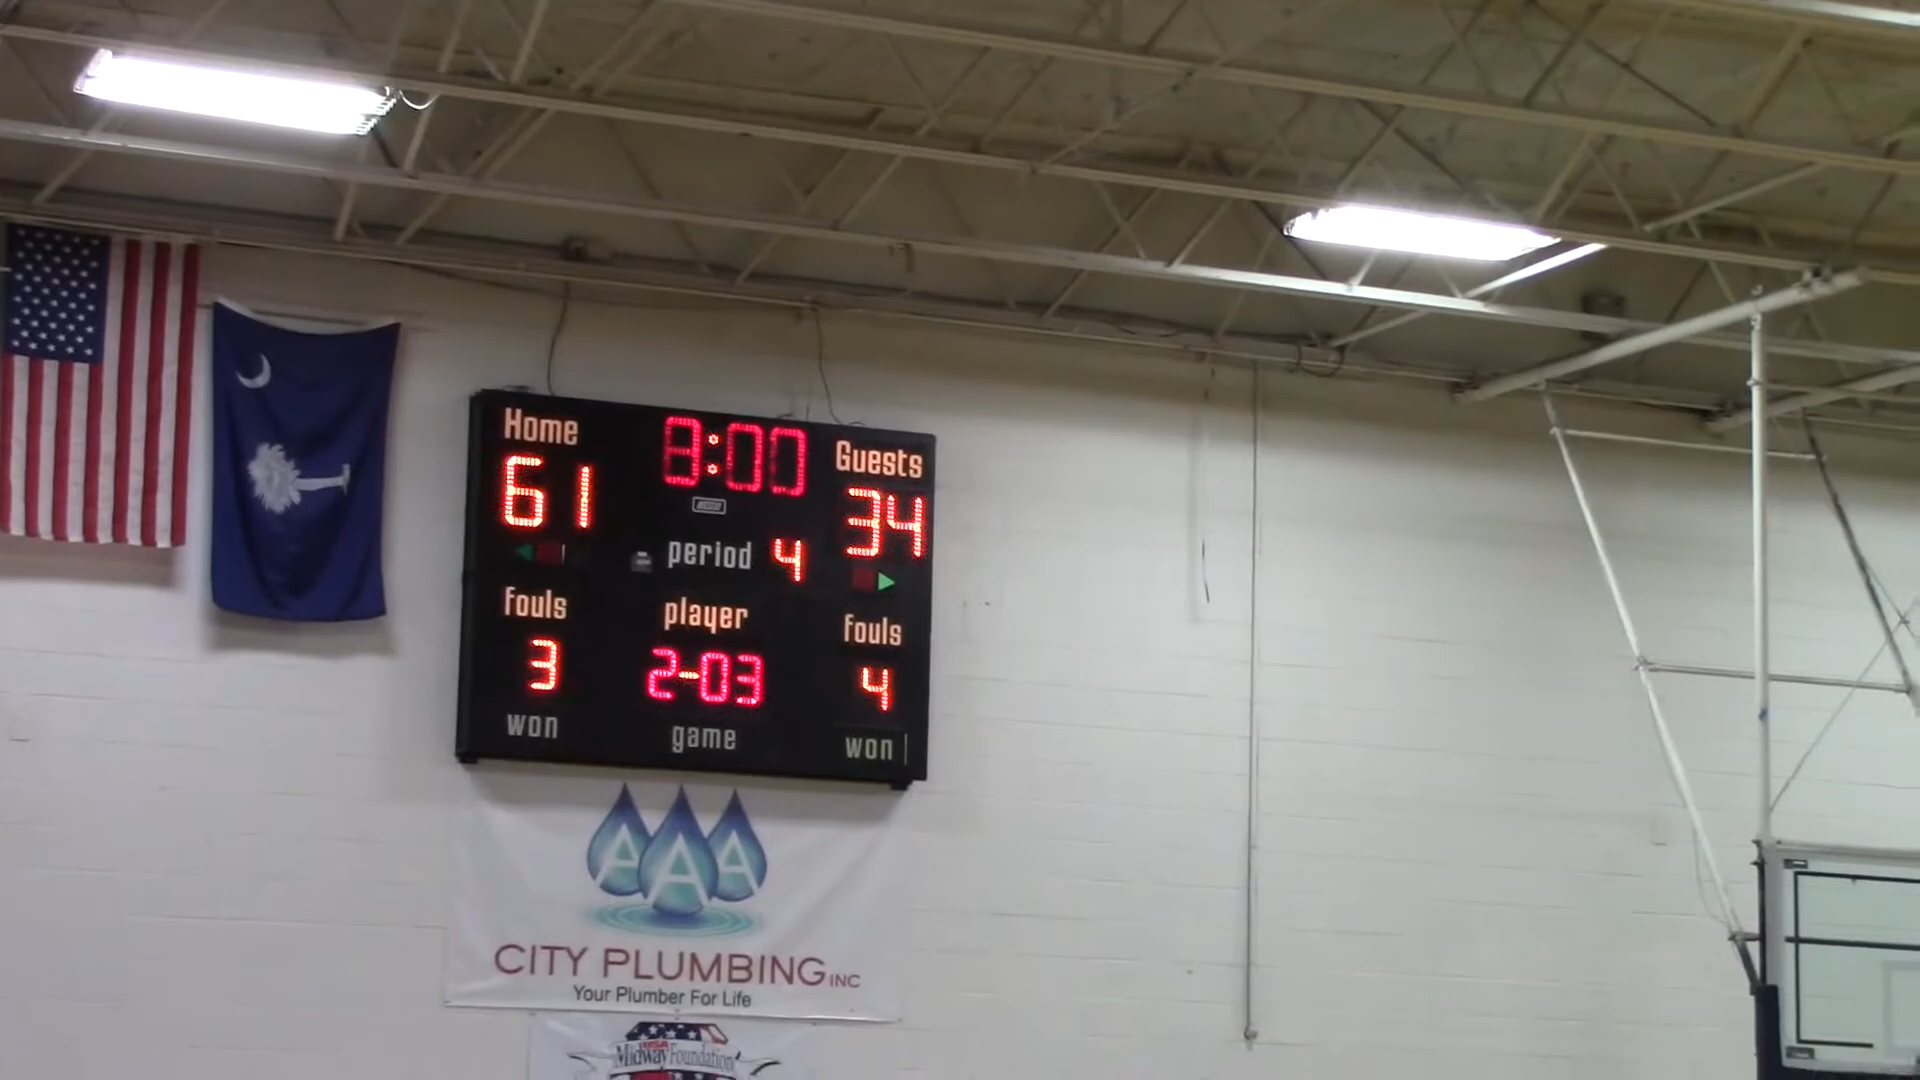 Home
8:00
Guests
61
34
period 4
fouls
player
fouls
3
2-03
4
won
game
won
AAA
CITY PLUMBING INC
Your Plumber For Life
USA
Midway Foundation